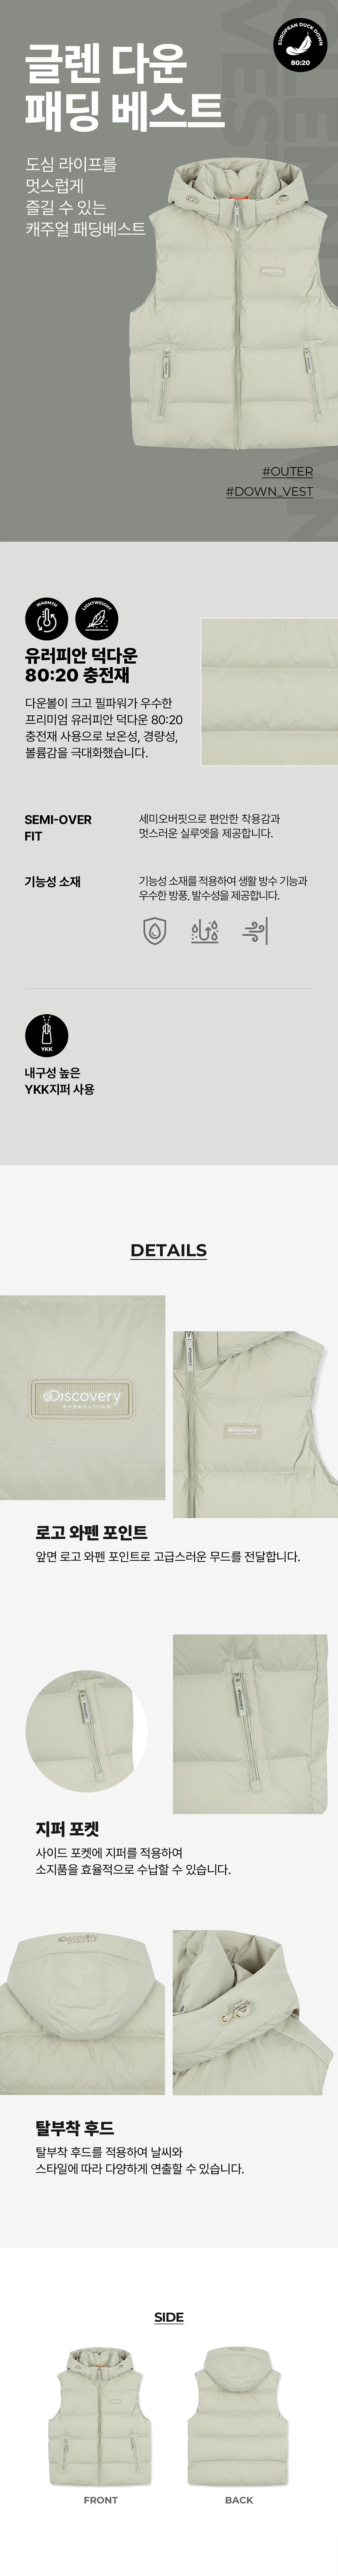 EUROPEAN DUCK DOWN
80:20
글렌 다운
패딩 베스트
도심 라이프를
멋스럽게
즐길 수 있는
캐주얼 패딩베스트
Discovery
#OUTER
#DOWN_VEST
WARMTH
LIGHTWEIGHT
유러피안 덕다운
80:20 충전재
다운볼이 크고 필파워가 우수한
프리미엄 유러피안 덕다운 80:20
충전재 사용으로 보온성, 경량성,
볼륨감을 극대화했습니다.
SEMI-OVER
FIT
세미오버핏으로 편안한 착용감과
멋스러운 실루엣을 제공합니다.
기능성 소재
기능성 소재를 적용하여 생활 방수 기능과
우수한 방풍, 발수성을 제공합니다.
YKK
내구성 높은
YKK지퍼 사용
DETAILS
Discovery
EXPEDITION
Discovery
로고 와펜 포인트
앞면 로고 와펜 포인트로 고급스러운 무드를 전달합니다.
지퍼 포켓
사이드 포켓에 지퍼를 적용하여
소지품을 효율적으로 수납할 수 있습니다.
Discovery
EXPEDITION
탈부착 후드
탈부착 후드를 적용하여 날씨와
스타일에 따라 다양하게 연출할 수 있습니다.
SIDE
FRONT
BACK